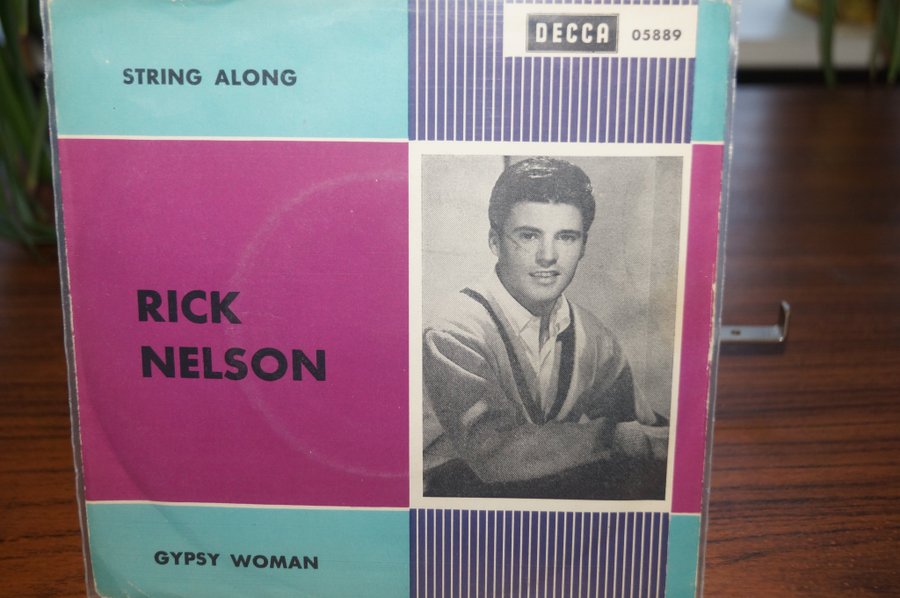 DECCA 05889
STRING ALONG
RICK
NELSON
GYPSY WOMAN